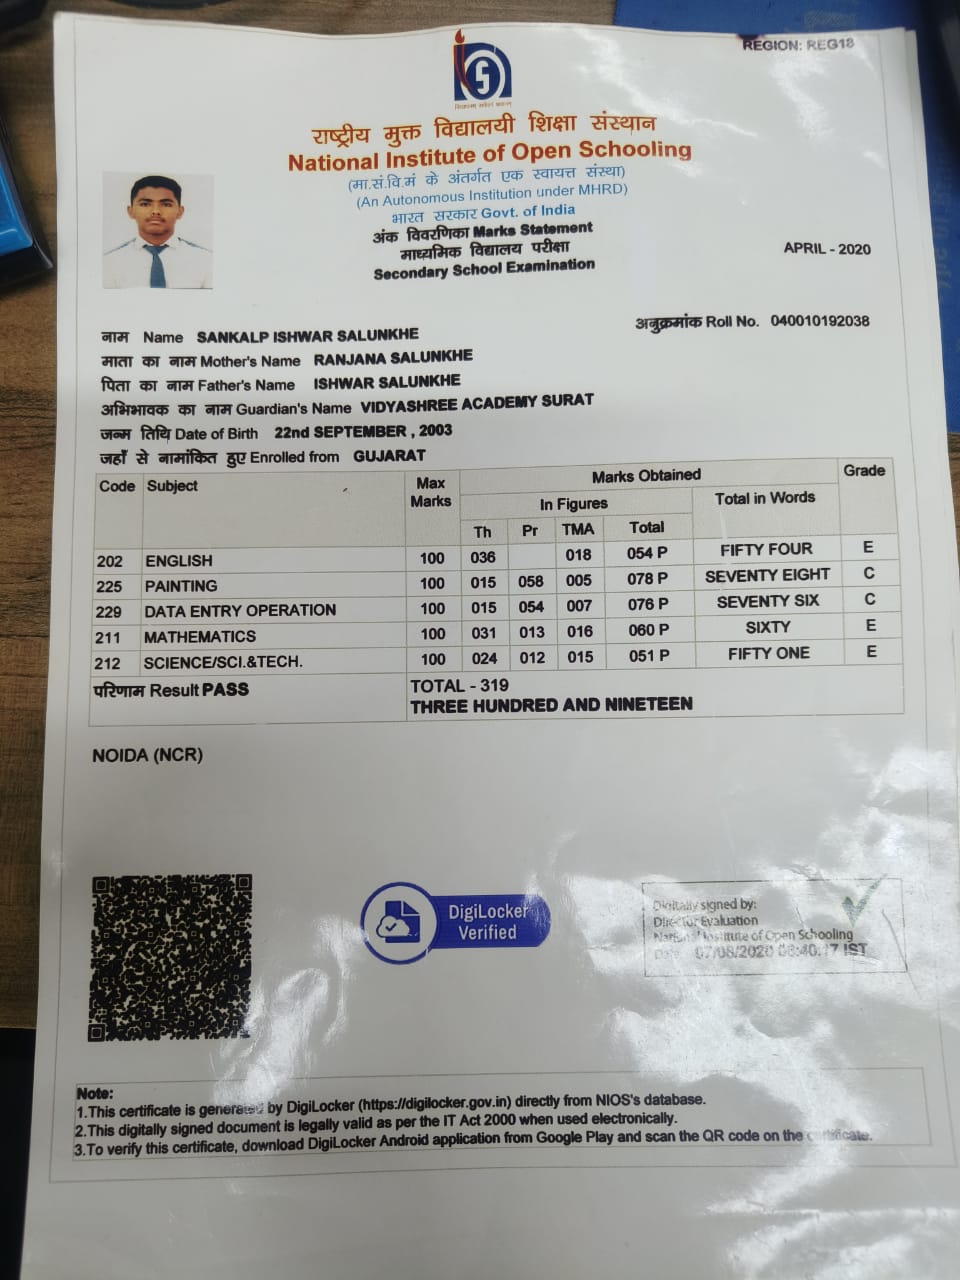 REGION: REG18
राष्ट्रीय मुक्त विद्यालयी शिक्षा संस्थान
National Institute of Open Schooling
(मा.सं.वि.मं के अंतर्गत एक स्वायत्त संस्था)
(An Autonomous Institution under MHRD)
भारत सरकार Govt. of India
अंक विवरणिका Marks Statement
माध्यमिक विद्यालय परीक्षा
Secondary School Examination
APRIL - 2020
अनुक्रमांक Roll No. 040010192038
नाम Name SANKALP ISHWAR SALUNKHE
माता का नाम Mother's Name RANJANA SALUNKHE
पिता का नाम Father's Name ISHWAR SALUNKHE
अभिभावक का नाम Guardian's Name VIDYASHREE ACADEMY SURAT
जन्म तिथि Date of Birth 22nd SEPTEMBER , 2003
जहाँ से नामांकित हुए Enrolled from GUJARAT
Code Subject Max Marks Marks Obtained Grade
In Figures Total in Words
Th Pr TMA Total
202 ENGLISH 100 036 018 054 P FIFTY FOUR E
225 PAINTING 100 015 058 005 078 P SEVENTY EIGHT C
229 DATA ENTRY OPERATION 100 015 054 007 076 P SEVENTY SIX C
211 MATHEMATICS 100 031 013 016 060 P SIXTY E
212 SCIENCE/SCI.&TECH. 100 024 012 015 051 P FIFTY ONE E
परिणाम Result PASS TOTAL - 319
THREE HUNDRED AND NINETEEN
NOIDA (NCR)
DigiLocker
Verified
Digitally signed by:
Director Evaluation
National Institute of Open Schooling
Date: 07/08/2020 08:40:17 IST
Note:
1.This certificate is generated by DigiLocker (https://digilocker.gov.in) directly from NIOS's database.
2.This digitally signed document is legally valid as per the IT Act 2000 when used electronically.
3.To verify this certificate, download DigiLocker Android application from Google Play and scan the QR code on the certificate.